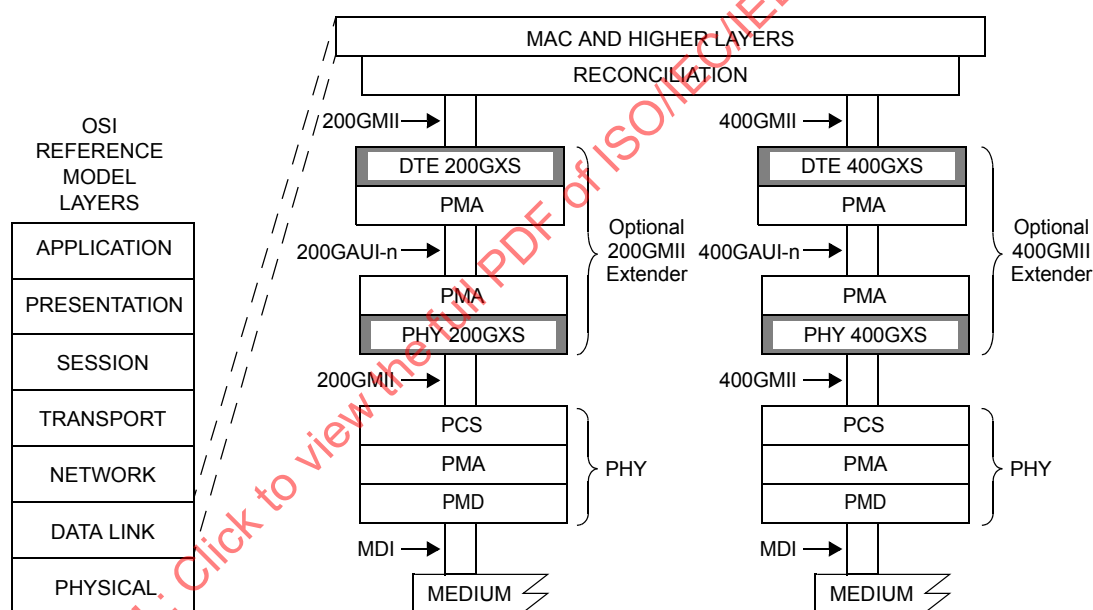 MAC AND HIGHER LAYERS
RECONCILIATION
OSI
REFERENCE
MODEL
LAYERS
APPLICATION
PRESENTATION
SESSION
TRANSPORT
NETWORK
DATA LINK
PHYSICAL
200GMII
DTE 200GXS
PMA
200GAUI-n
PMA
PHY 200GXS
Optional
200GMII
Extender
200GMII
PCS
PMA
PMD
PHY
MDI
MEDIUM
400GMII
DTE 400GXS
PMA
400GAUI-n
PMA
PHY 400GXS
Optional
400GMII
Extender
400GMII
PCS
PMA
PMD
PHY
MDI
MEDIUM
: Click to view the full PDF of ISO/IEC/IEE